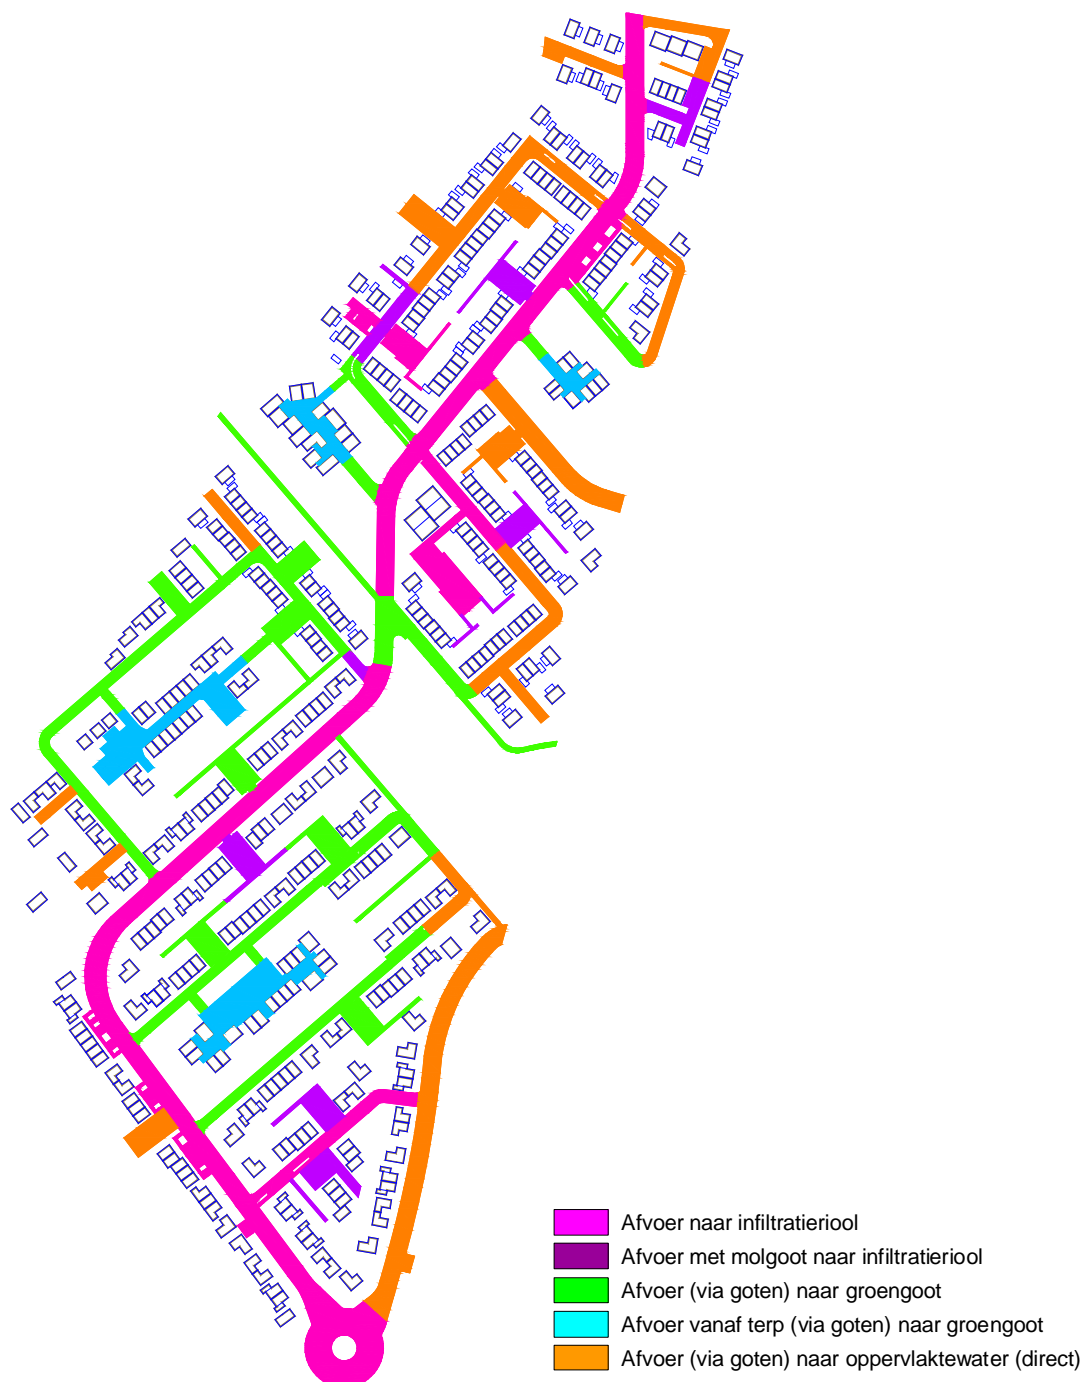 Afvoer naar infiltratieriool
Afvoer met molgoot naar infiltratieriool
Afvoer (via goten) naar groengoot
Afvoer vanaf terp (via goten) naar groengoot
Afvoer (via goten) naar oppervlaktewater (direct)